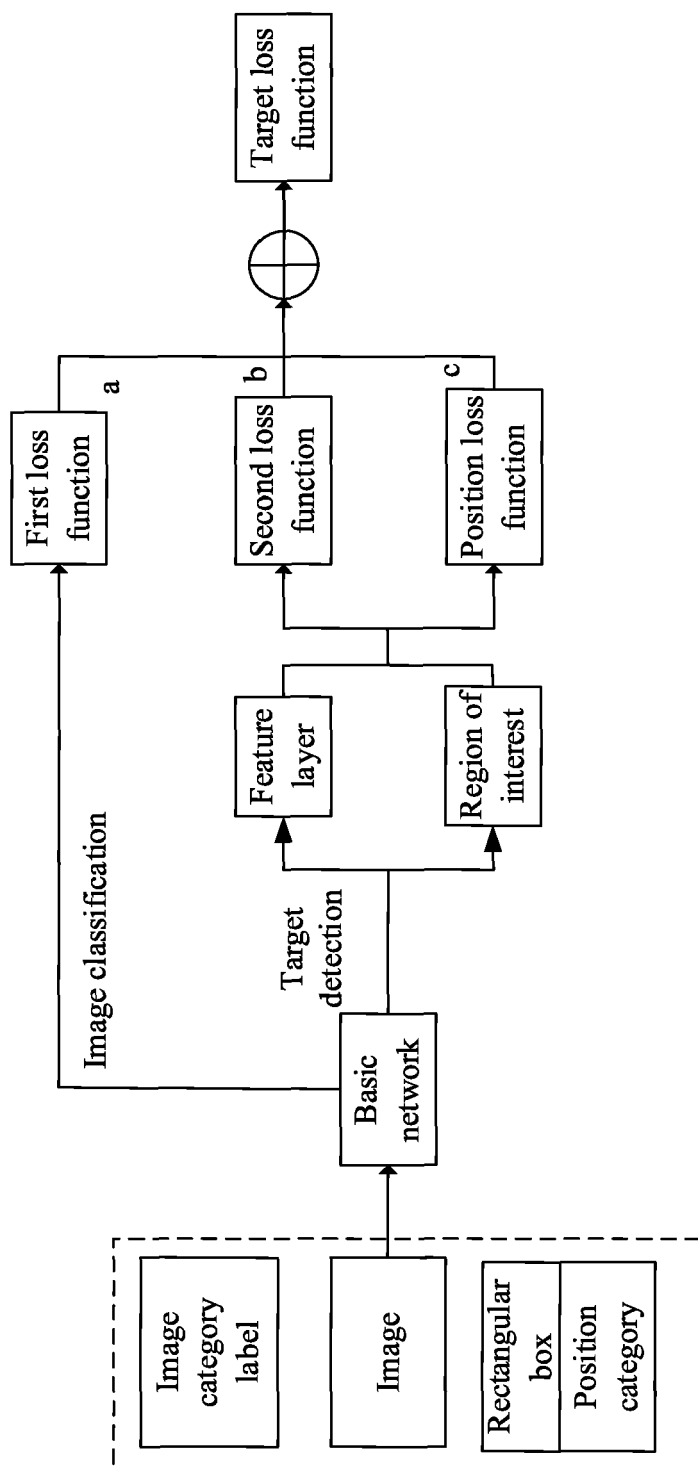 Image
category
label
Image
Rectangular
box
Position
category
Basic
network
Image classification
Target
detection
Feature
layer
Region of
interest
First loss
function
Second loss
function
Position loss
function
a
b
c
Target loss
function